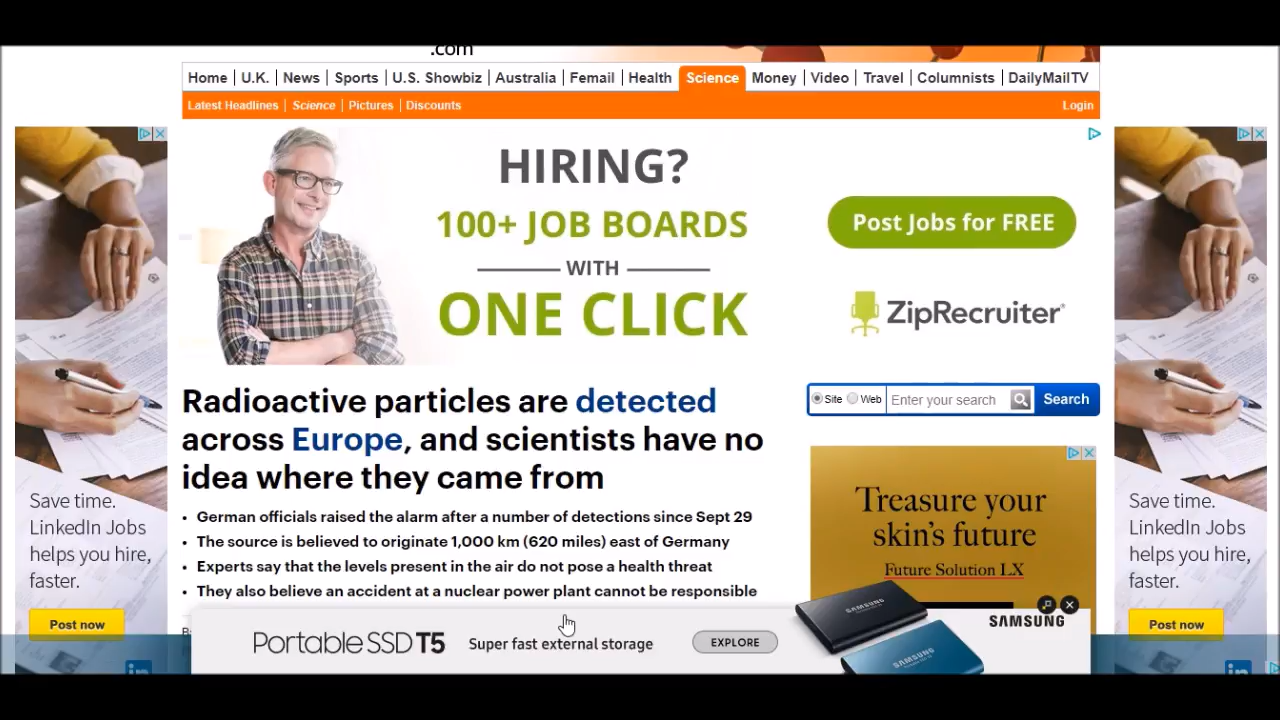 .com
Home U.K. News Sports U.S. Showbiz Australia Femail Health Science Money Video Travel Columnists DailyMailTV
Latest Headlines Science Pictures Discounts Login
HIRING?
100+ JOB BOARDS
WITH
ONE CLICK
Post Jobs for FREE
ZipRecruiter
Radioactive particles are detected
across Europe, and scientists have no
idea where they came from
• German officials raised the alarm after a number of detections since Sept 29
• The source is believed to originate 1,000 km (620 miles) east of Germany
• Experts say that the levels present in the air do not pose a health threat
• They also believe an accident at a nuclear power plant cannot be responsible
Site Web Enter your search Search
Treasure your
skin's future
Future Solution LX
Save time.
LinkedIn Jobs
helps you hire,
faster.
Post now
in
Save time.
LinkedIn Jobs
helps you hire,
faster.
Post now
in
Portable SSD T5 Super fast external storage EXPLORE
SAMSUNG
SAMSUNG
SAMSUNG